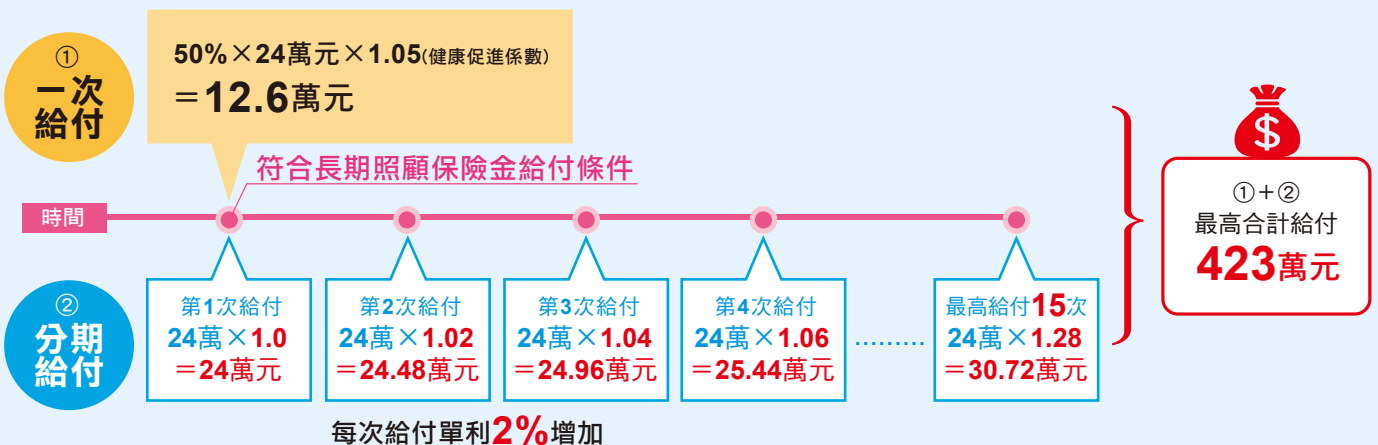 ①
一次
給付
50%×24萬元×1.05(健康促進係數)
＝12.6萬元
符合長期照顧保險金給付條件
時間
②
分期
給付
第1次給付
24萬×1.0
＝24萬元
第2次給付
24萬×1.02
＝24.48萬元
第3次給付
24萬×1.04
＝24.96萬元
第4次給付
24萬×1.06
＝25.44萬元
………
最高給付15次
24萬×1.28
＝30.72萬元
每次給付單利2%增加
$
①＋②
最高合計給付
423萬元